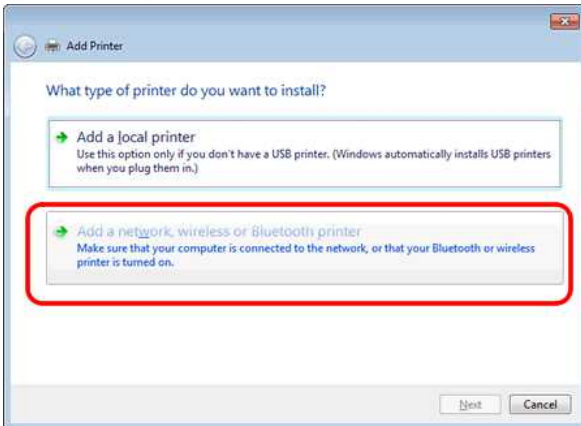 Add Printer
What type of printer do you want to install?
Add a local printer
Use this option only if you don't have a USB printer. (Windows automatically installs USB printers
when you plug them in.)
Add a network, wireless or Bluetooth printer
Make sure that your computer is connected to the network, or that your Bluetooth or wireless
printer is turned on.
Next Cancel